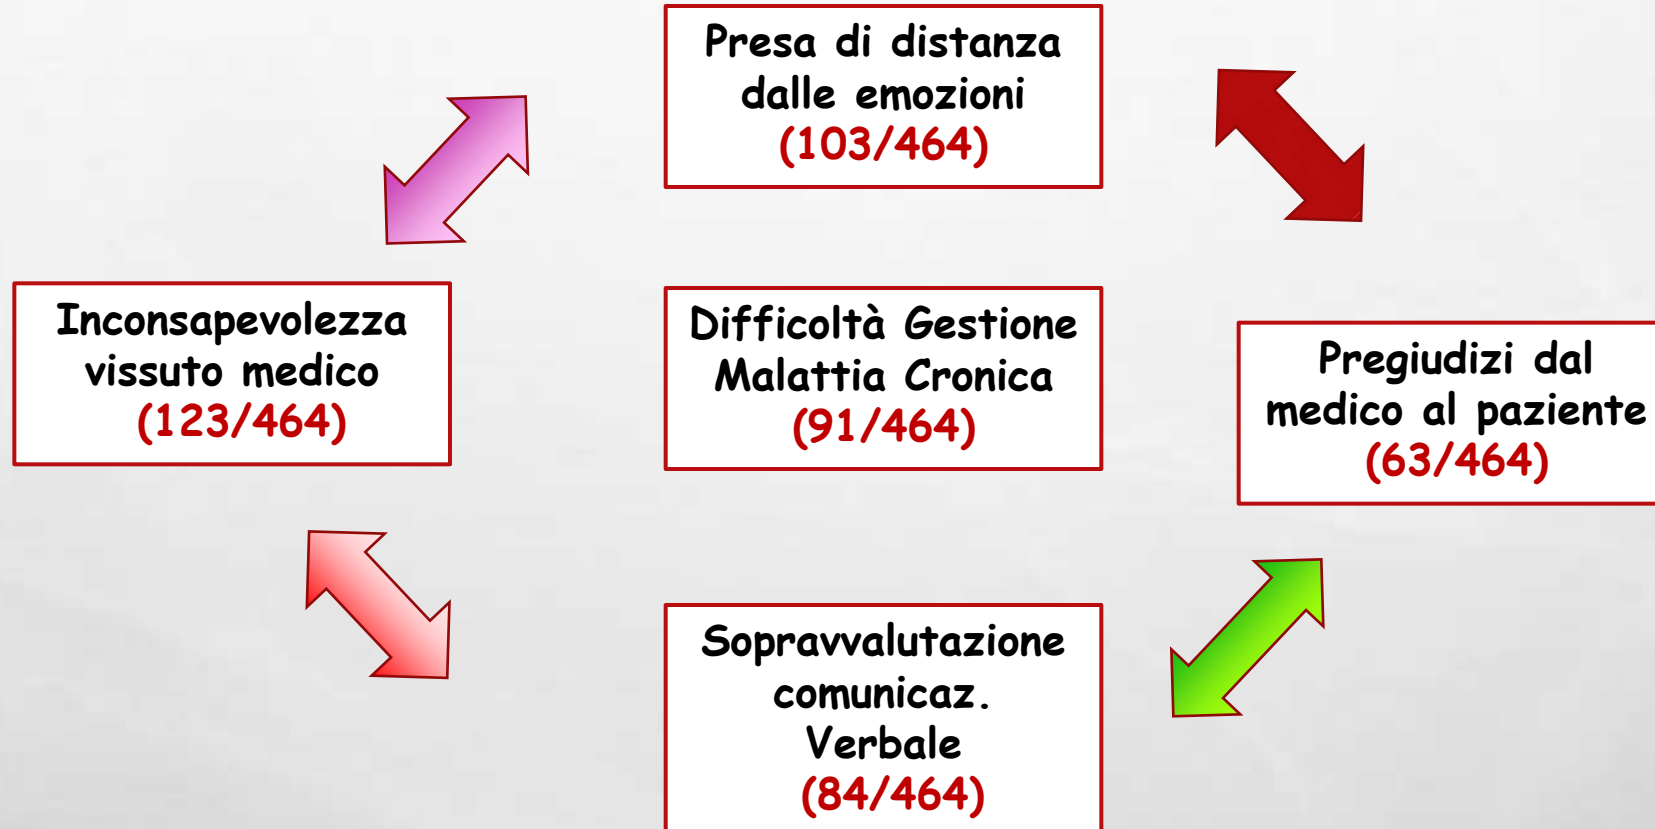 Presa di distanza
dalle emozioni
(103/464)
Inconsapevolezza
vissuto medico
(123/464)
Difficoltà Gestione
Malattia Cronica
(91/464)
Pregiudizi dal
medico al paziente
(63/464)
Sopravvalutazione
comunicaz.
Verbale
(84/464)